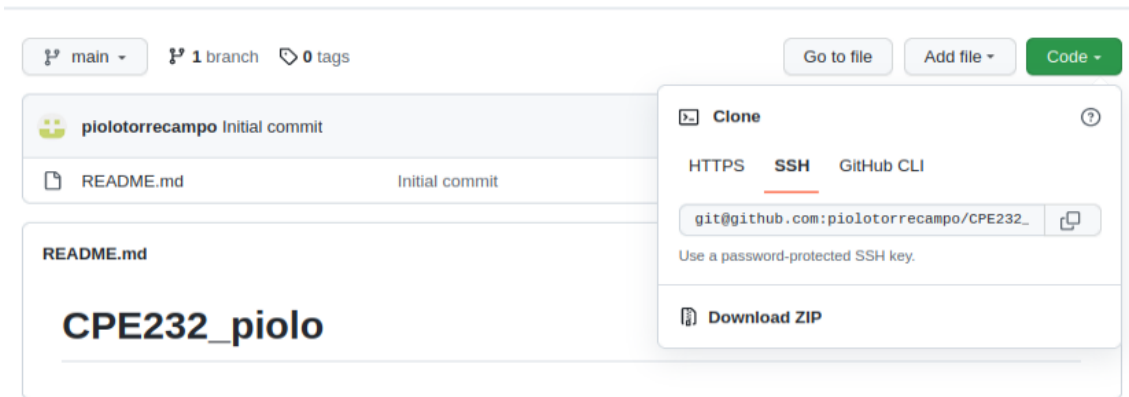 main 1 branch 0 tags Go to file Add file Code
piolotorrecampo Initial commit
README.md Initial commit
README.md
CPE232_piolo
Clone
HTTPS SSH GitHub CLI
git@github.com:piolotorrecampo/CPE232_
Use a password-protected SSH key.
Download ZIP